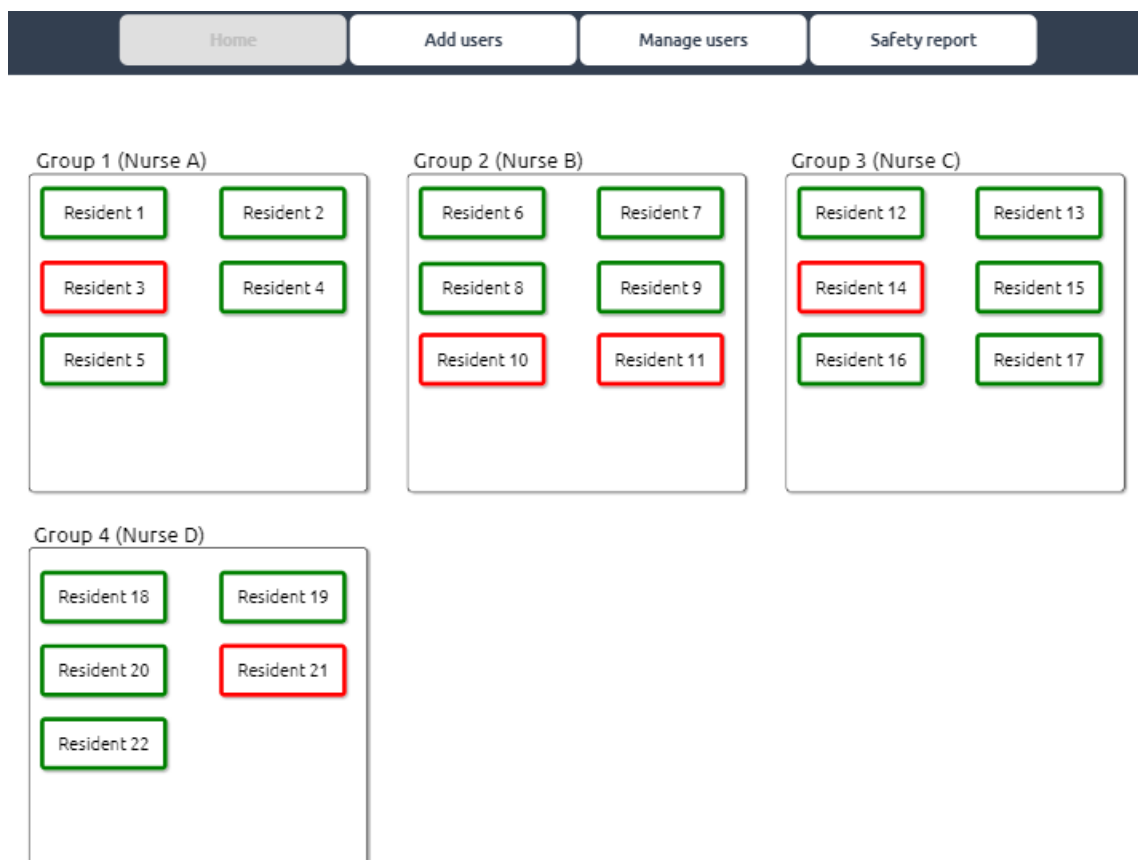 Home Add users Manage users Safety report
Group 1 (Nurse A)
Resident 1 Resident 2
Resident 3 Resident 4
Resident 5
Group 2 (Nurse B)
Resident 6 Resident 7
Resident 8 Resident 9
Resident 10 Resident 11
Group 3 (Nurse C)
Resident 12 Resident 13
Resident 14 Resident 15
Resident 16 Resident 17
Group 4 (Nurse D)
Resident 18 Resident 19
Resident 20 Resident 21
Resident 22